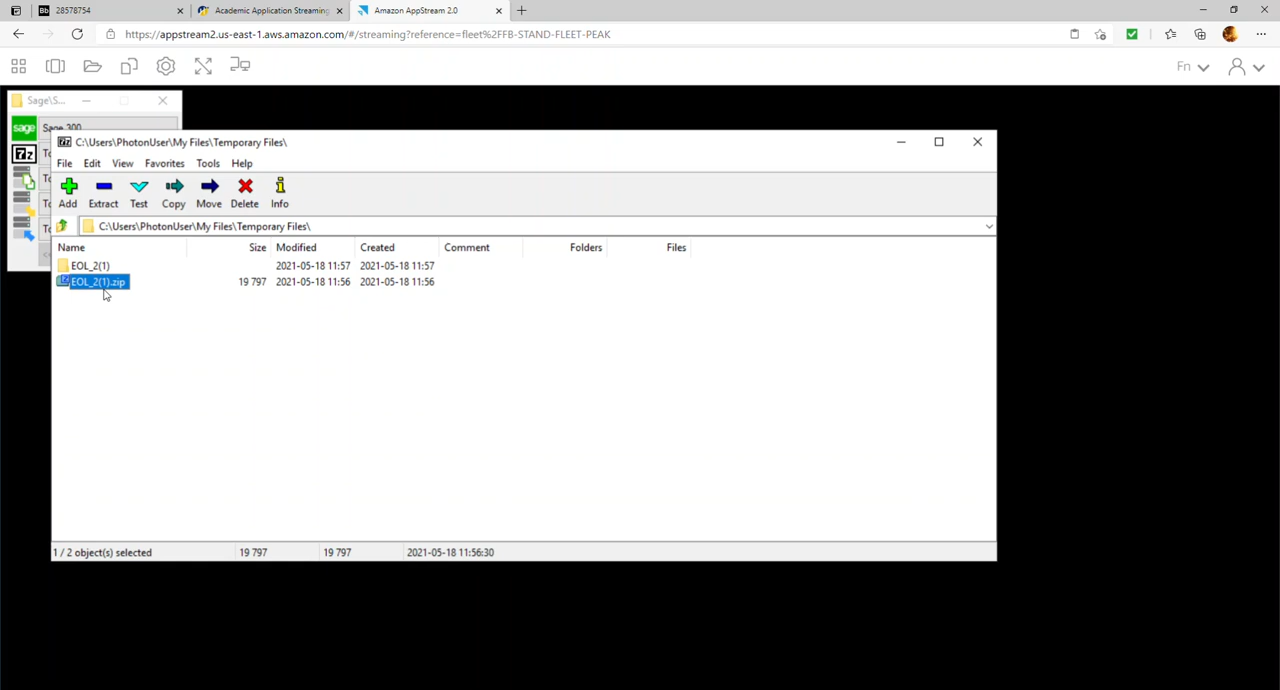 28578754
Academic Application Streaming
Amazon AppStream 2.0
https://appstream2.us-east-1.aws.amazon.com/#/streaming?reference=fleet%2FFB-STAND-FLEET-PEAK
Fn
Sage\S...
sage Sage 300
C:\Users\PhotonUser\My Files\Temporary Files\
File Edit View Favorites Tools Help
Add Extract Test Copy Move Delete Info
C:\Users\PhotonUser\My Files\Temporary Files\
Name Size Modified Created Comment Folders Files
EOL_2(1) 2021-05-18 11:57 2021-05-18 11:57
EOL_2(1).zip 19 797 2021-05-18 11:56 2021-05-18 11:56
1 / 2 object(s) selected 19 797 19 797 2021-05-18 11:56:30